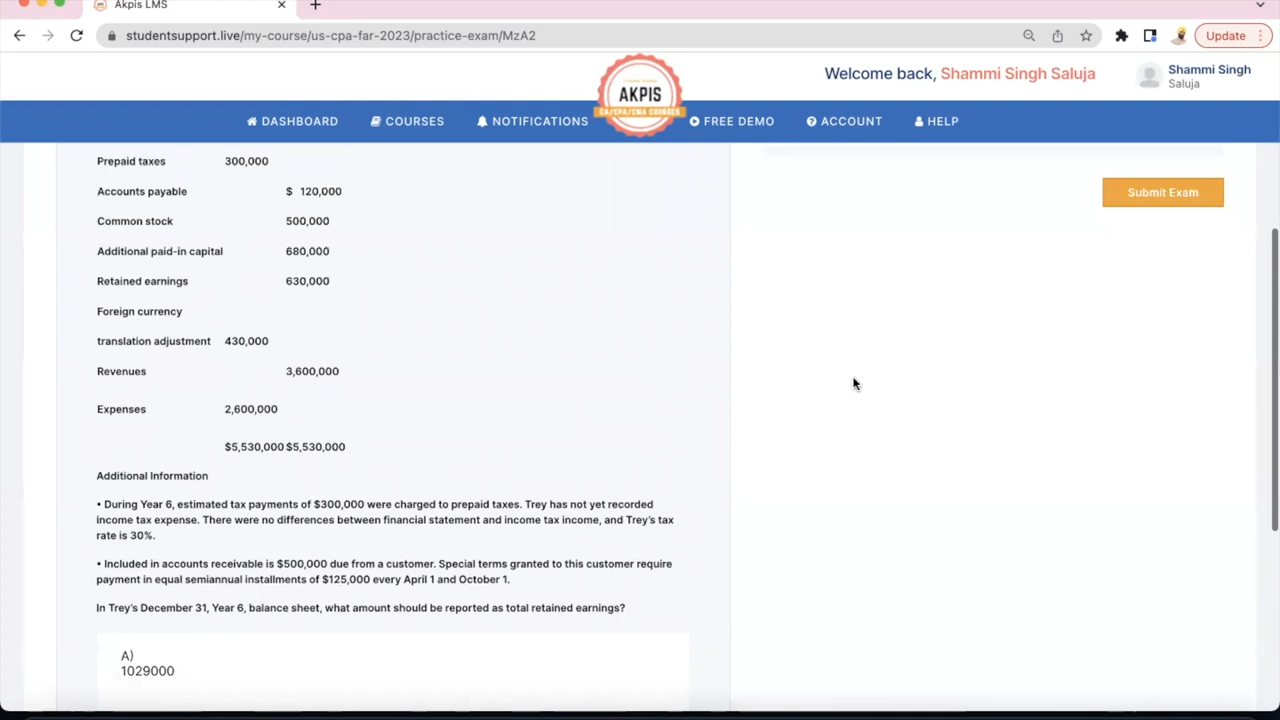 Akpis LMS
studentsupport.live/my-course/us-cpa-far-2023/practice-exam/MzA2
Update
AKPIS
CA/CPA/CMA COURSES
Welcome back, Shammi Singh Saluja
Shammi Singh
Saluja
DASHBOARD COURSES NOTIFICATIONS FREE DEMO ACCOUNT HELP
Prepaid taxes 300,000
Accounts payable $ 120,000
Common stock 500,000
Additional paid-in capital 680,000
Retained earnings 630,000
Foreign currency
translation adjustment 430,000
Revenues 3,600,000
Expenses 2,600,000
$5,530,000 $5,530,000
Additional Information
• During Year 6, estimated tax payments of $300,000 were charged to prepaid taxes. Trey has not yet recorded
income tax expense. There were no differences between financial statement and income tax income, and Trey's tax
rate is 30%.
• Included in accounts receivable is $500,000 due from a customer. Special terms granted to this customer require
payment in equal semiannual installments of $125,000 every April 1 and October 1.
In Trey's December 31, Year 6, balance sheet, what amount should be reported as total retained earnings?
A)
1029000
Submit Exam